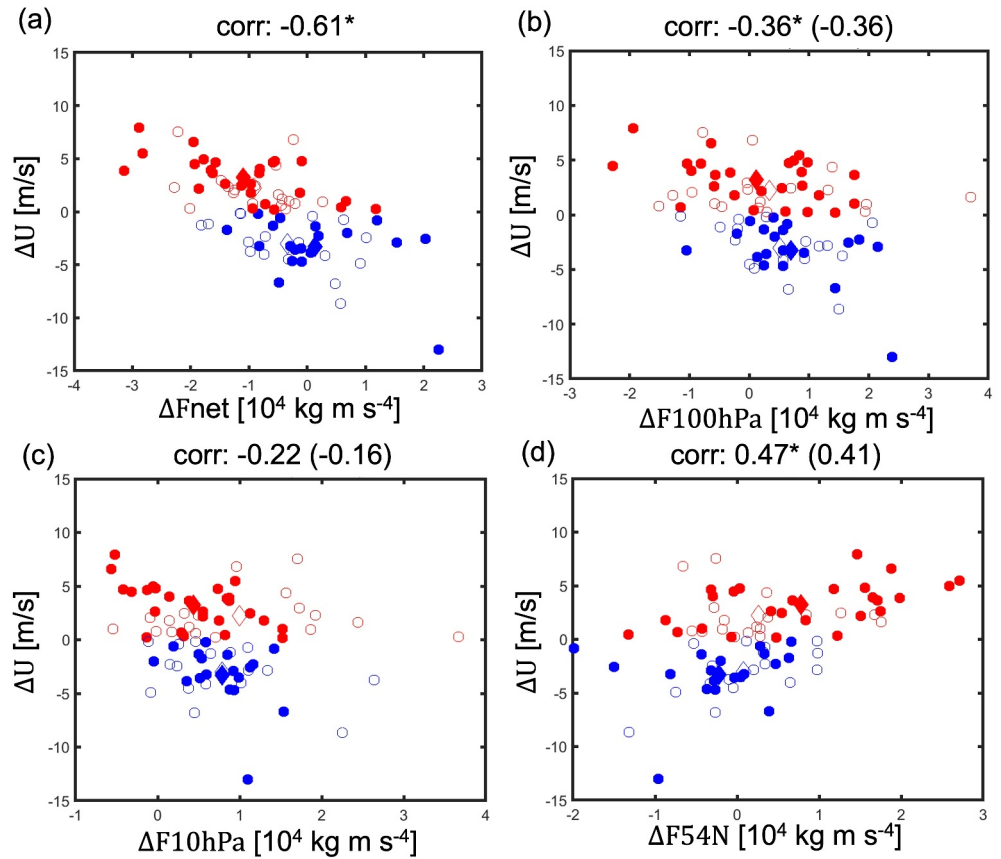 (a)
corr: -0.61*
15
10
5
0
-5
-10
-15
ΔU [m/s]
-4 -3 -2 -1 0 1 2 3
ΔFnet [10⁴ kg m s⁻⁴]
(b)
corr: -0.36* (-0.36)
15
10
5
0
-5
-10
-15
ΔU [m/s]
-3 -2 -1 0 1 2 3 4
ΔF100hPa [10⁴ kg m s⁻⁴]
(c)
corr: -0.22 (-0.16)
15
10
5
0
-5
-10
-15
ΔU [m/s]
-1 0 1 2 3 4
ΔF10hPa [10⁴ kg m s⁻⁴]
(d)
corr: 0.47* (0.41)
15
10
5
0
-5
-10
-15
ΔU [m/s]
-2 -1 0 1 2 3
ΔF54N [10⁴ kg m s⁻⁴]